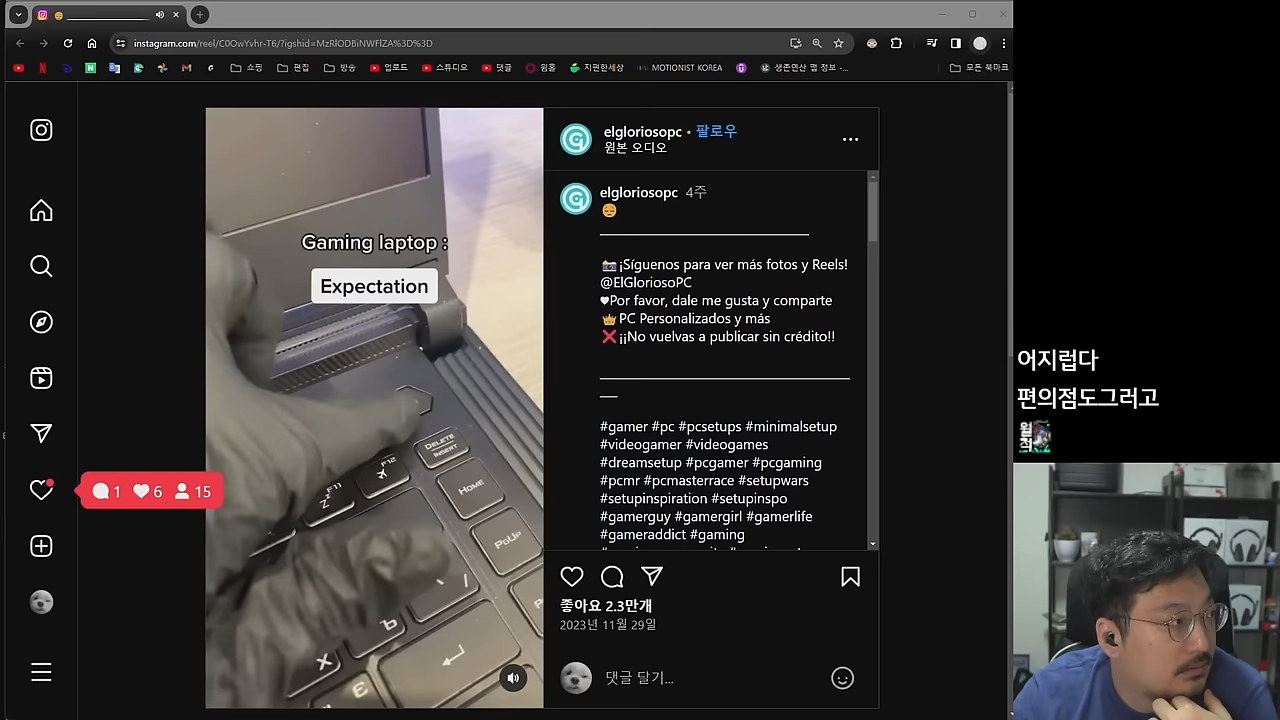 instagram.com/reel/C0OwYvhr-T6/?igshid=MzRlODBiNWFlZA%3D%3D
쇼핑
편집
방송
업로드
스튜디오
댓글
윔홈
지편한세상
MOTIONIST KOREA
생존연산 맵 정보 -...
모든 북마크
Gaming laptop :
Expectation
DELETE
INSERT
F12
F11
HOME
PGUP
elgloriosopc • 팔로우
원본 오디오
elgloriosopc 4주
¡Síguenos para ver más fotos y Reels!
@ElGloriosoPC
Por favor, dale me gusta y comparte
PC Personalizados y más
¡¡No vuelvas a publicar sin crédito!!
#gamer #pc #pcsetups #minimalsetup
#videogamer #videogames
#dreamsetup #pcgamer #pcgaming
#pcmr #pcmasterrace #setupwars
#setupinspiration #setupinspo
#gamerguy #gamergirl #gamerlife
#gameraddict #gaming
좋아요 2.3만개
2023년 11월 29일
댓글 달기...
1 6 15
어지럽다
편의점도그러고